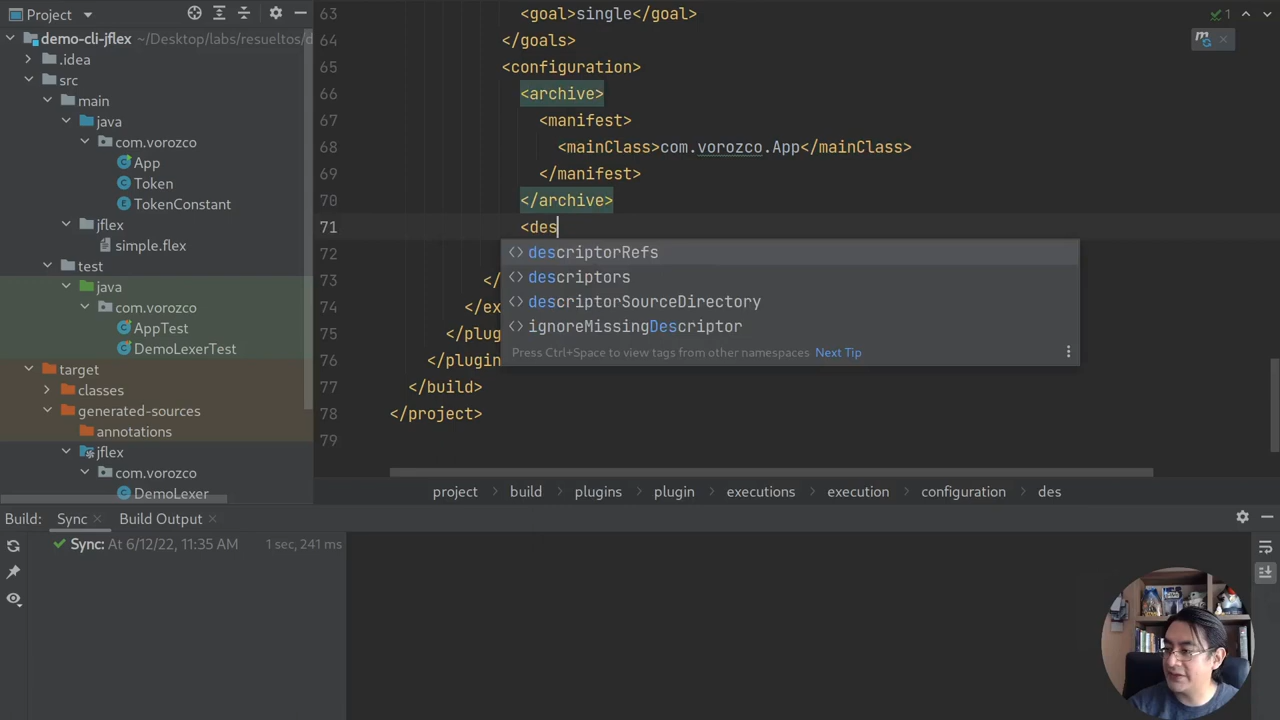 Project
demo-cli-jflex ~/Desktop/labs/resueltos/d
.idea
src
main
java
com.vorozco
App
Token
TokenConstant
jflex
simple.flex
test
java
com.vorozco
AppTest
DemoLexerTest
target
classes
generated-sources
annotations
jflex
com.vorozco
DemoLexer
63 <goal>single</goal>
64 </goals>
65 <configuration>
66 <archive>
67 <manifest>
68 <mainClass>com.vorozco.App</mainClass>
69 </manifest>
70 </archive>
71 <des
72
73 </
74 </ex
75 </plug
76 </plugin
77 </build>
78 </project>
79
1
m
descriptorRefs
descriptors
descriptorSourceDirectory
ignoreMissingDescriptor
Press Ctrl+Space to view tags from other namespaces Next Tip
project build plugins plugin executions execution configuration des
Build: Sync Build Output
Sync: At 6/12/22, 11:35 AM 1 sec, 241 ms